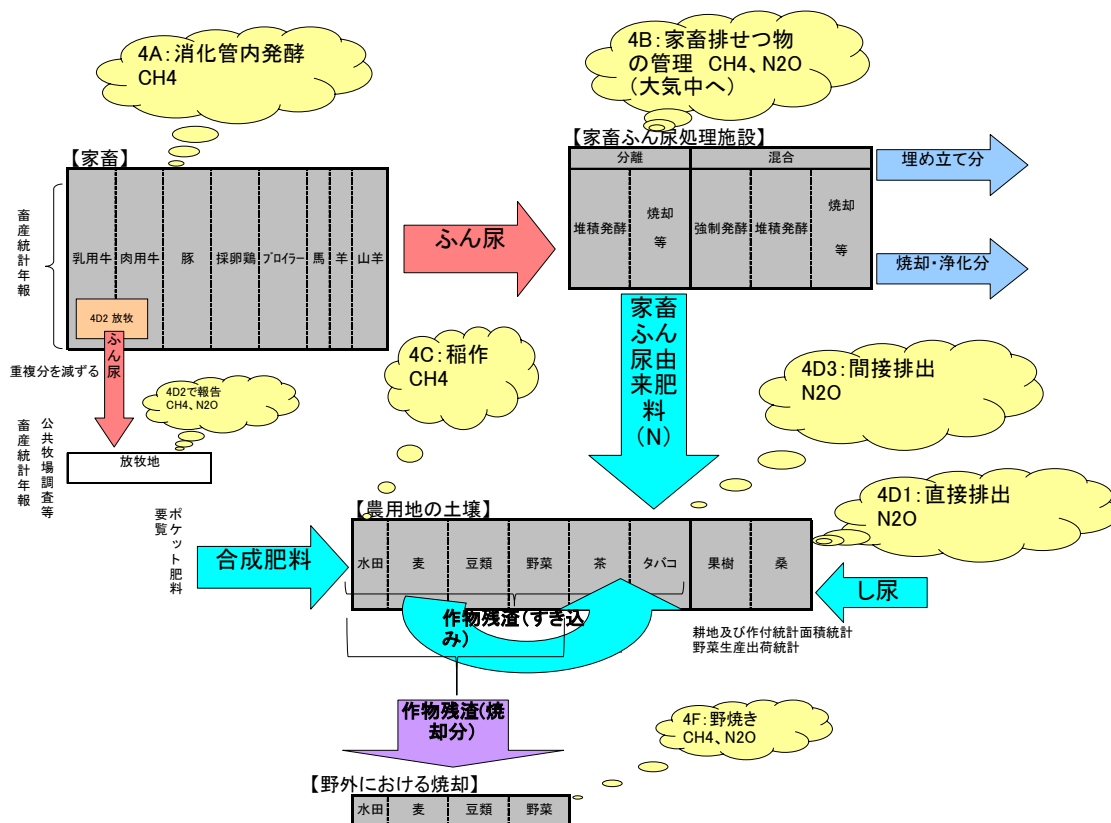 4A：消化管内発酵
CH4
4B：家畜排せつ物
の管理　CH4、N2O
（大気中へ）
【家畜】
畜産統計年報
乳用牛
肉用牛
豚
採卵鶏
ブロイラー
馬
羊
山羊
4D2 放牧
ふん尿
重複分を減ずる
4D2で報告
CH4、N2O
放牧地
公共牧場調査等
畜産統計年報
ふん尿
【家畜ふん尿処理施設】
分離
混合
堆積発酵
焼却
等
強制発酵
堆積発酵
焼却
等
埋め立て分
焼却・浄化分
家畜
ふん
尿由
来肥
料
（N）
4C：稲作
CH4
4D3：間接排出
N2O
4D1：直接排出
N2O
【農用地の土壌】
ポケット肥料
要覧
合成肥料
水田
麦
豆類
野菜
茶
タバコ
果樹
桑
し尿
作物残渣（すき込
み）
耕地及び作付統計面積統計
野菜生産出荷統計
作物残渣(焼
却分）
4F：野焼き
CH4、N2O
【野外における焼却】
水田
麦
豆類
野菜